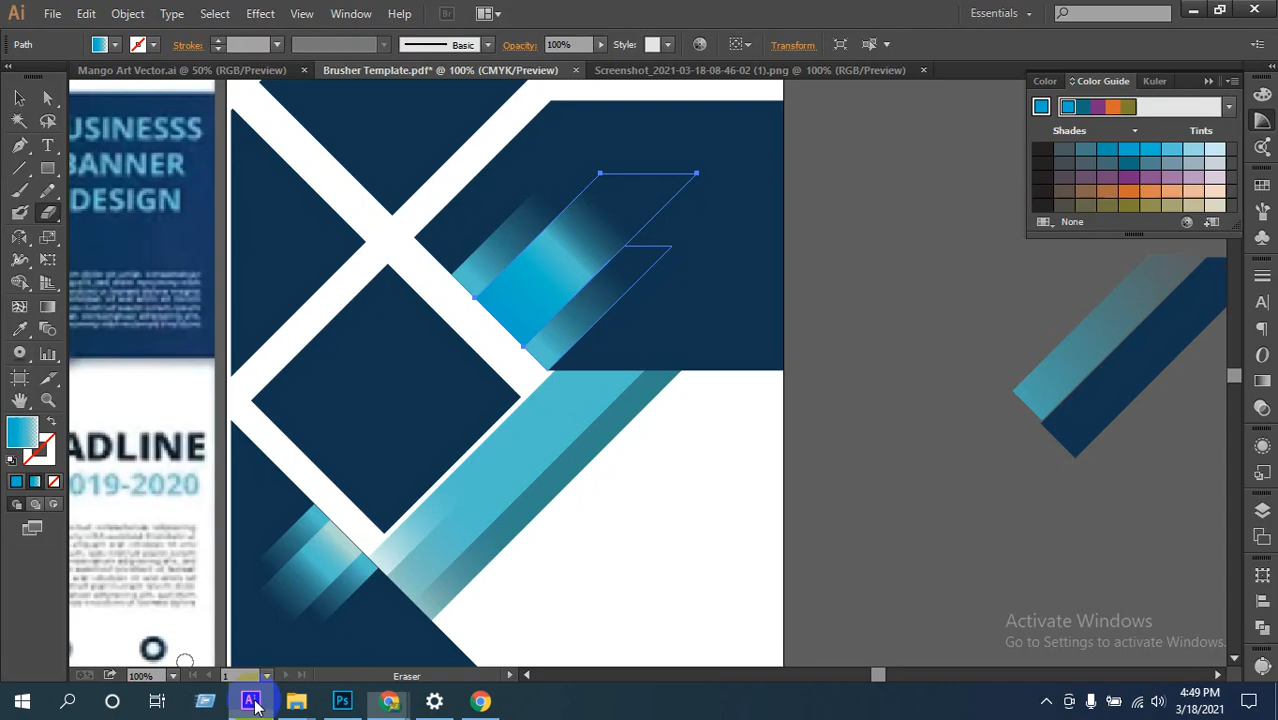 Ai File Edit Object Type Select Effect View Window Help Br Essentials
Path Stroke: Basic Opacity: 100% Style: Transform
Mango Art Vector.ai @ 50% (RGB/Preview) × Brusher Template.pdf* @ 100% (CMYK/Preview) × Screenshot_2021-03-18-08-46-02 (1).png @ 100% (RGB/Preview) ×
Color Color Guide Kuler
Shades Tints
None
USINESSS
BANNER
DESIGN
ADLINE
019-2020
Activate Windows
Go to Settings to activate Windows.
100% 1 Eraser
Ps
4:49 PM
3/18/2021